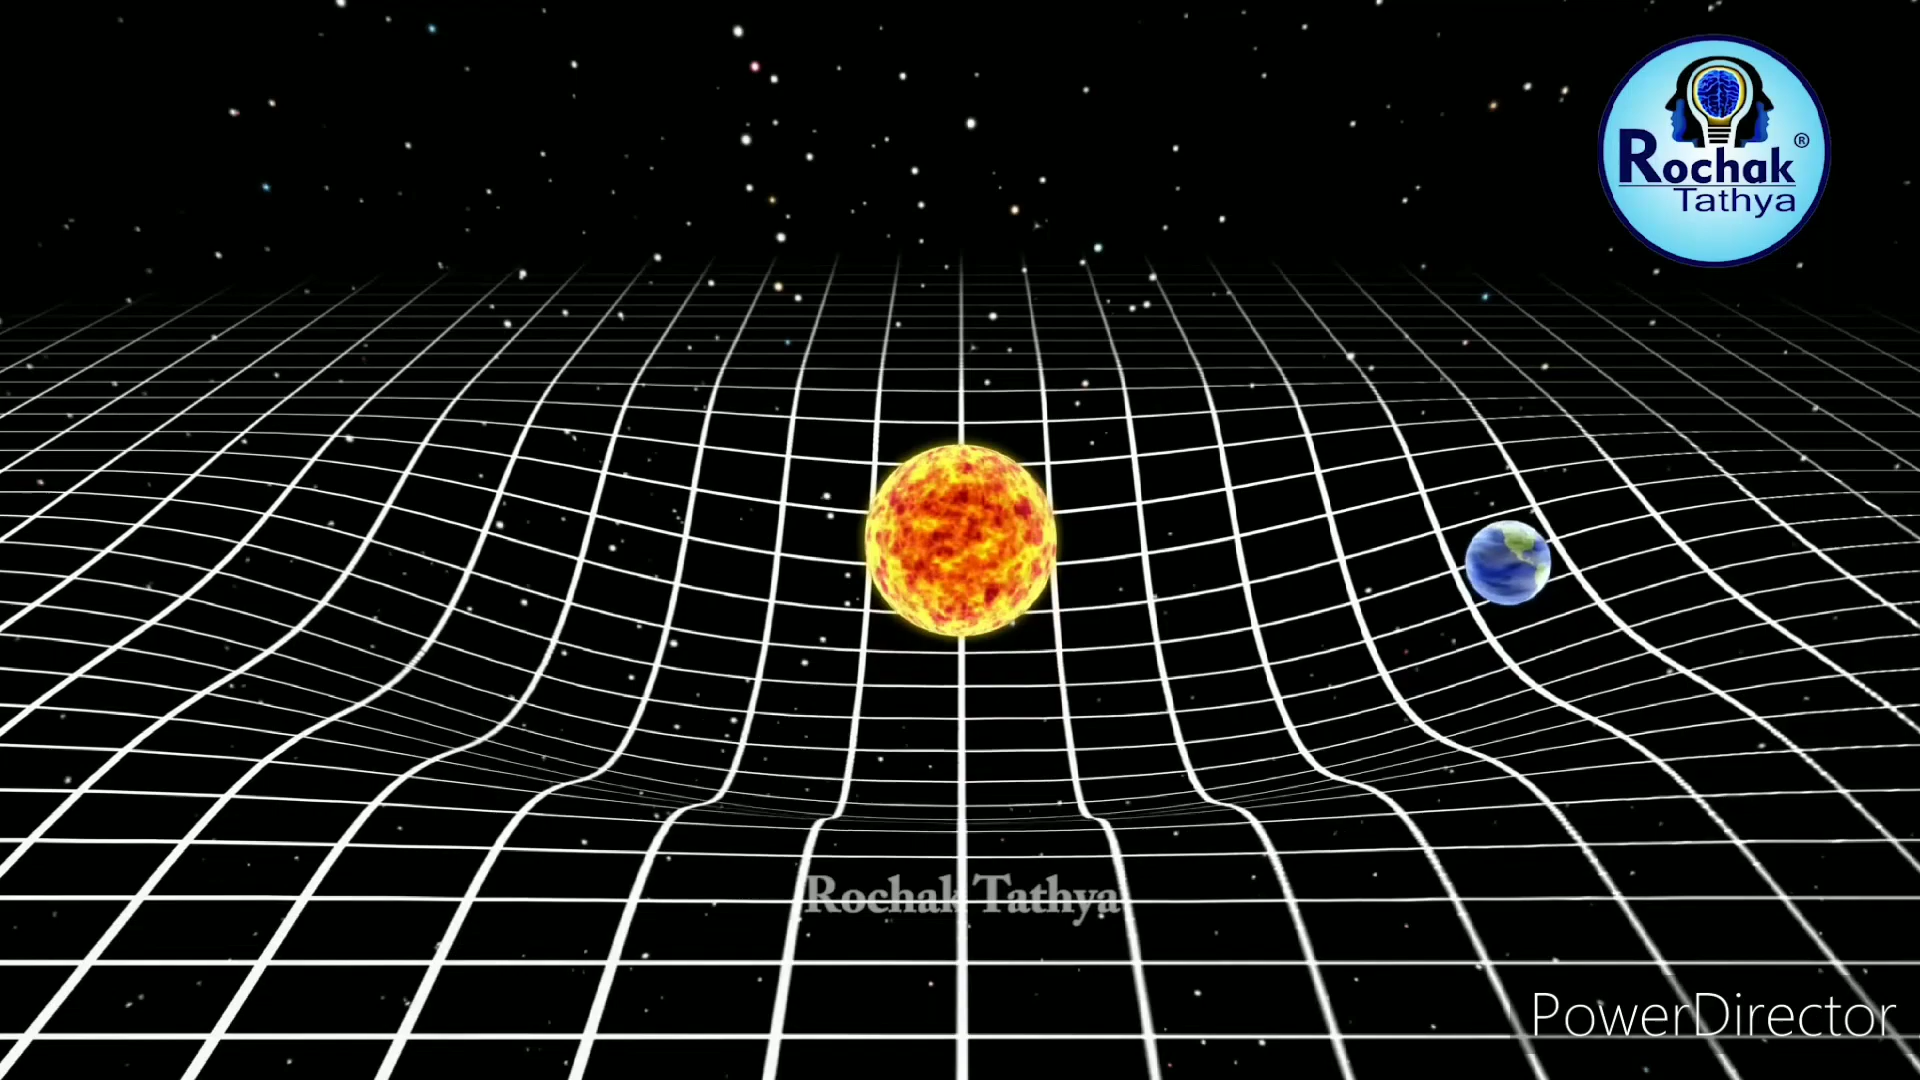 Rochak
®
Tathya
Rochak Tathya
PowerDirector